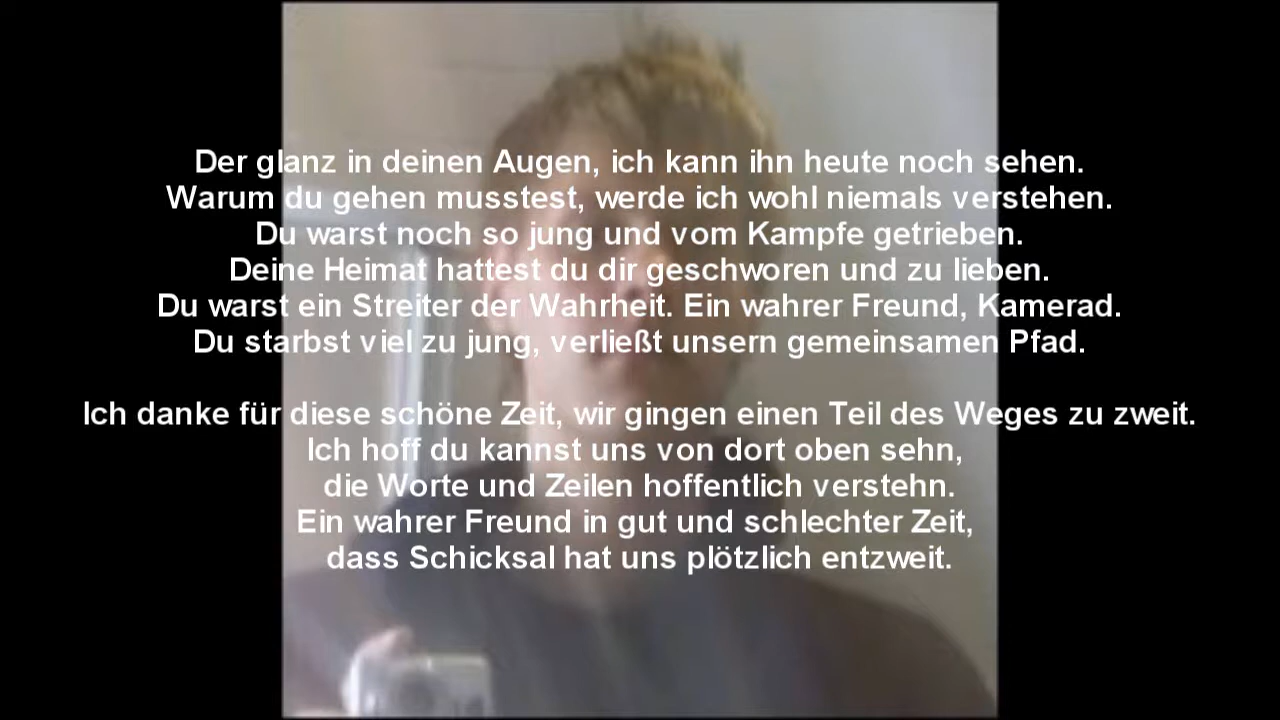 Der glanz in deinen Augen, ich kann ihn heute noch sehen.
Warum du gehen musstest, werde ich wohl niemals verstehen.
Du warst noch so jung und vom Kampfe getrieben.
Deine Heimat hattest du dir geschworen und zu lieben.
Du warst ein Streiter der Wahrheit. Ein wahrer Freund, Kamerad.
Du starbst viel zu jung, verließt unsern gemeinsamen Pfad.
Ich danke für diese schöne Zeit, wir gingen einen Teil des Weges zu zweit.
Ich hoff du kannst uns von dort oben sehn,
die Worte und Zeilen hoffentlich verstehn.
Ein wahrer Freund in gut und schlechter Zeit,
dass Schicksal hat uns plötzlich entzweit.